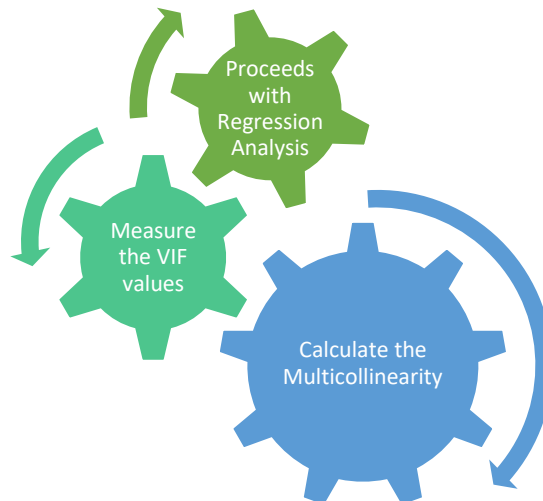 Proceeds
with
Regression
Analysis
Measure
the VIF
values
Calculate the
Multicollinearity